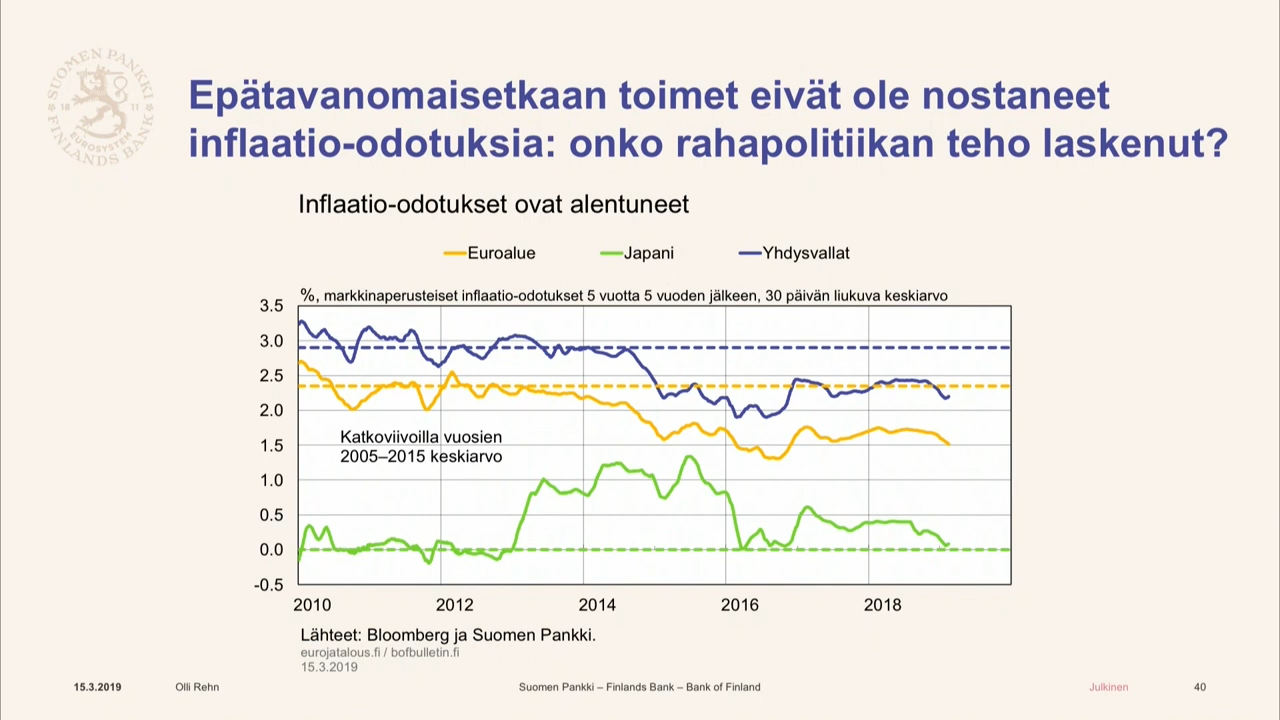 SUOMEN PANKKI
18 11
EUROSYSTEM
FINLANDS BANK
Epätavanomaisetkaan toimet eivät ole nostaneet
inflaatio-odotuksia: onko rahapolitiikan teho laskenut?
Inflaatio-odotukset ovat alentuneet
Euroalue Japani Yhdysvallat
%, markkinaperusteiset inflaatio-odotukset 5 vuotta 5 vuoden jälkeen, 30 päivän liukuva keskiarvo
3.5
3.0
2.5
2.0
Katkoviivoilla vuosien
1.5
2005–2015 keskiarvo
1.0
0.5
0.0
-0.5
2010 2012 2014 2016 2018
Lähteet: Bloomberg ja Suomen Pankki.
eurojatalous.fi / bofbulletin.fi
15.3.2019
15.3.2019 Olli Rehn Suomen Pankki – Finlands Bank – Bank of Finland Julkinen 40